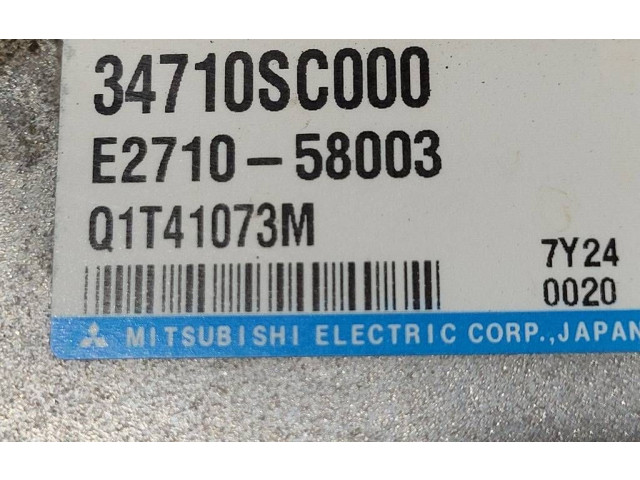 34710SC000
E2710-58003
Q1T41073M
7Y24
0020
MITSUBISHI ELECTRIC CORP.,JAPAN